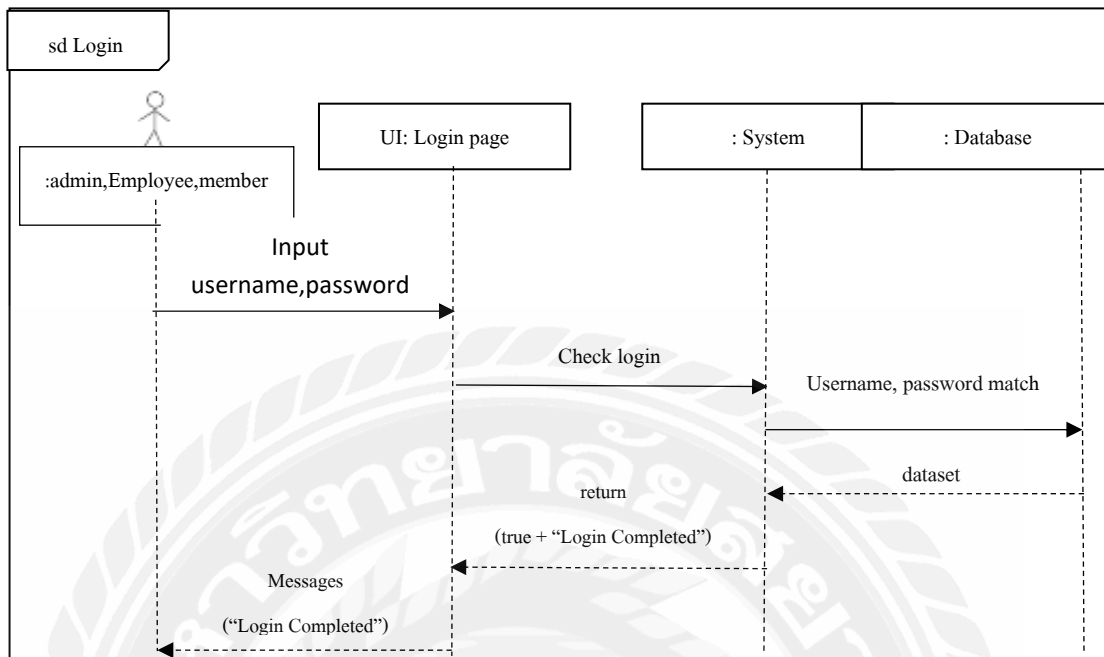 sd Login
:admin,Employee,member
UI: Login page
: System
: Database
Input
username,password
Check login
Username, password match
dataset
return
(true + “Login Completed”)
Messages
(“Login Completed”)